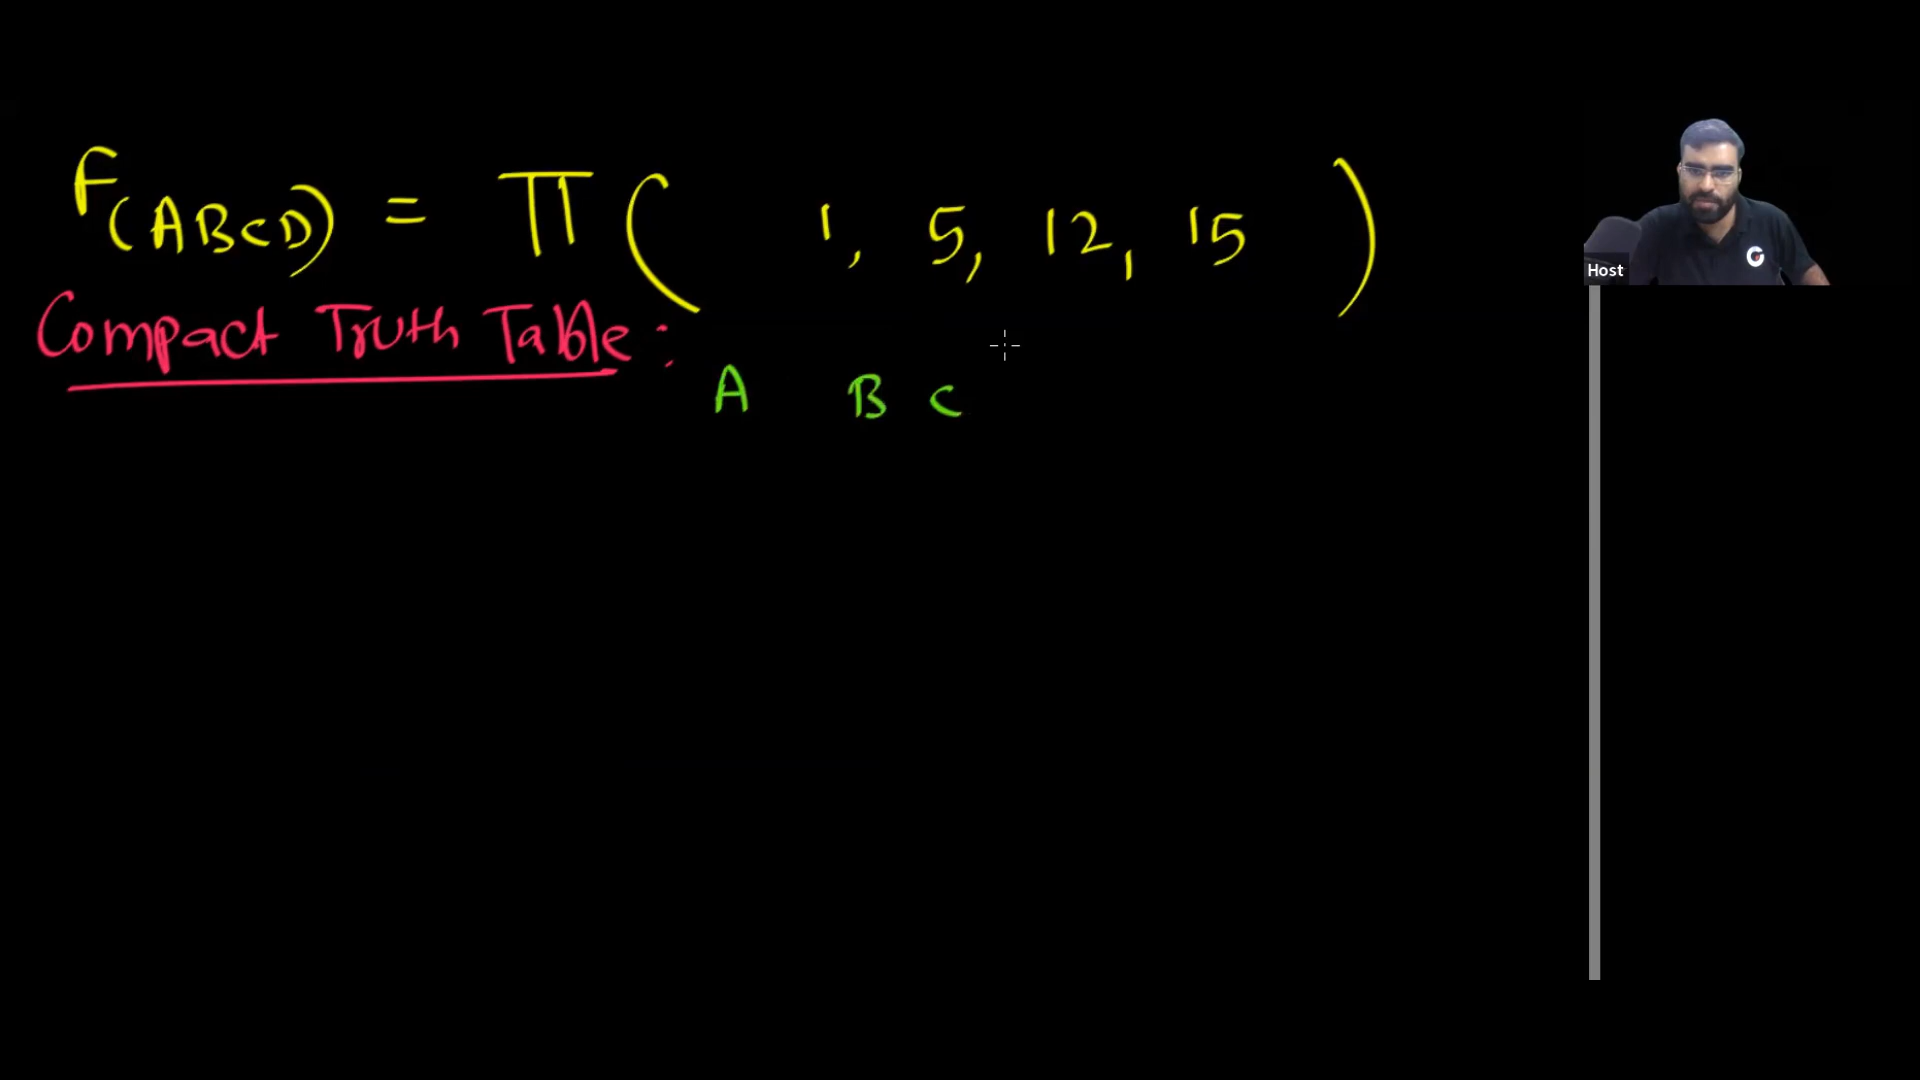 F(ABCD) = Π( 1, 5, 12, 15 )
Compact Truth Table :
A B C
Host